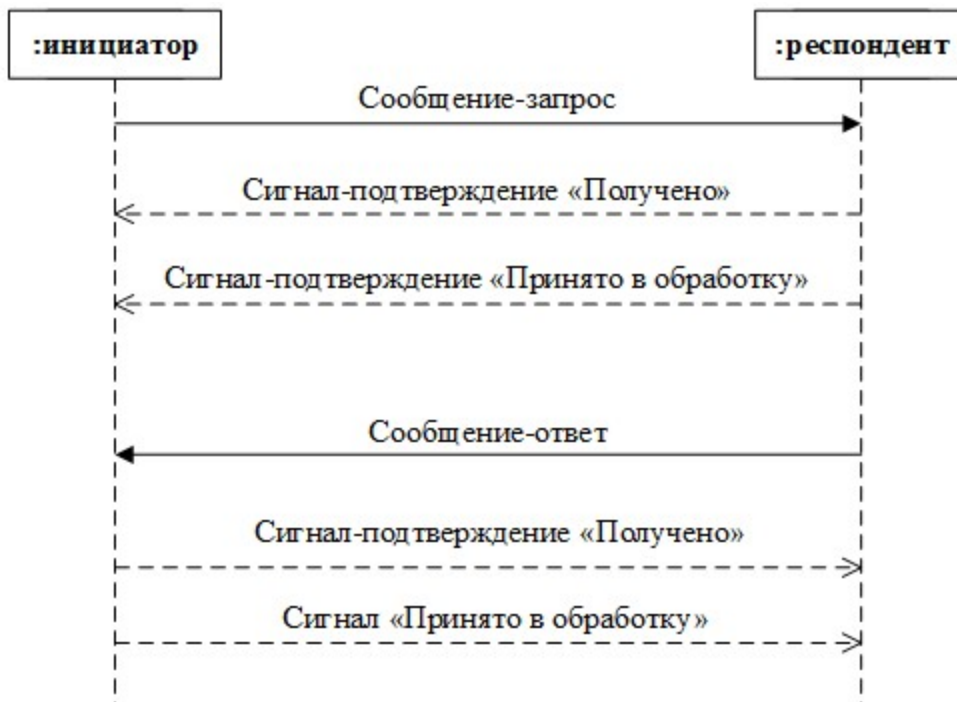 :инициатор
:респондент
Сообщение-запрос
Сигнал-подтверждение «Получено»
Сигнал-подтверждение «Принято в обработку»
Сообщение-ответ
Сигнал-подтверждение «Получено»
Сигнал «Принято в обработку»